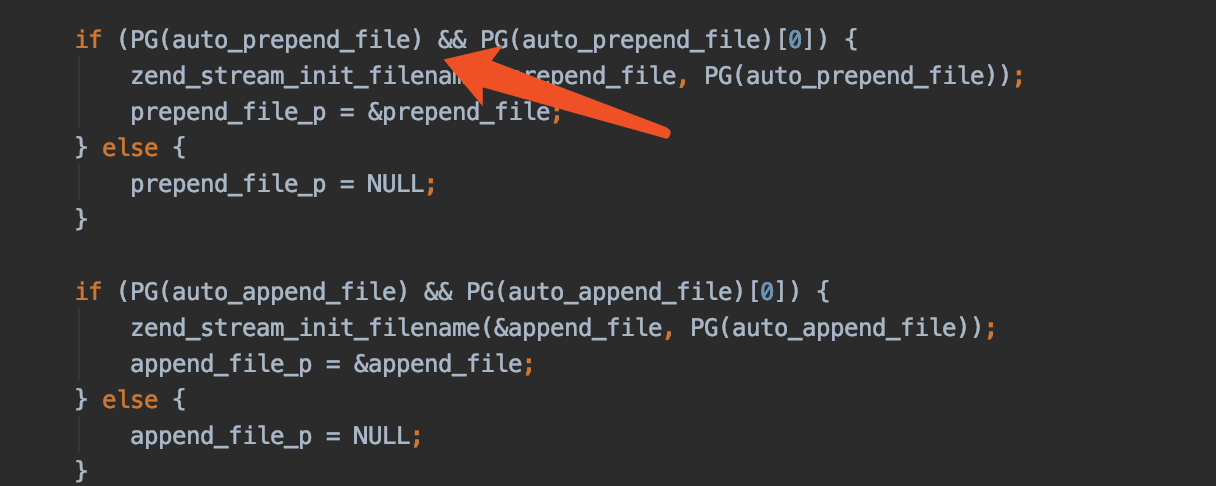 if (PG(auto_prepend_file) && PG(auto_prepend_file)[0]) {
zend_stream_init_filenam repend_file, PG(auto_prepend_file));
prepend_file_p = &prepend_file;
} else {
prepend_file_p = NULL;
}
if (PG(auto_append_file) && PG(auto_append_file)[0]) {
zend_stream_init_filename(&append_file, PG(auto_append_file));
append_file_p = &append_file;
} else {
append_file_p = NULL;
}